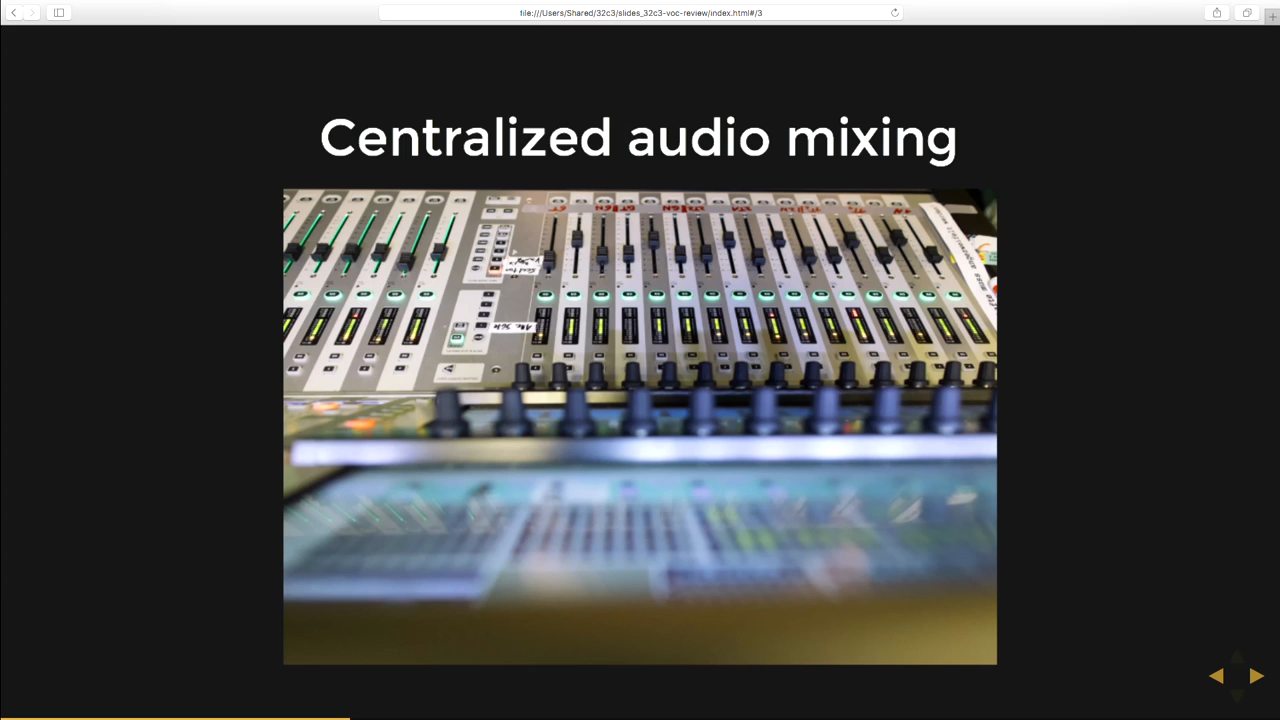 file:///Users/Shared/32c3/slides_32c3-voc-review/index.html#/3
Centralized audio mixing